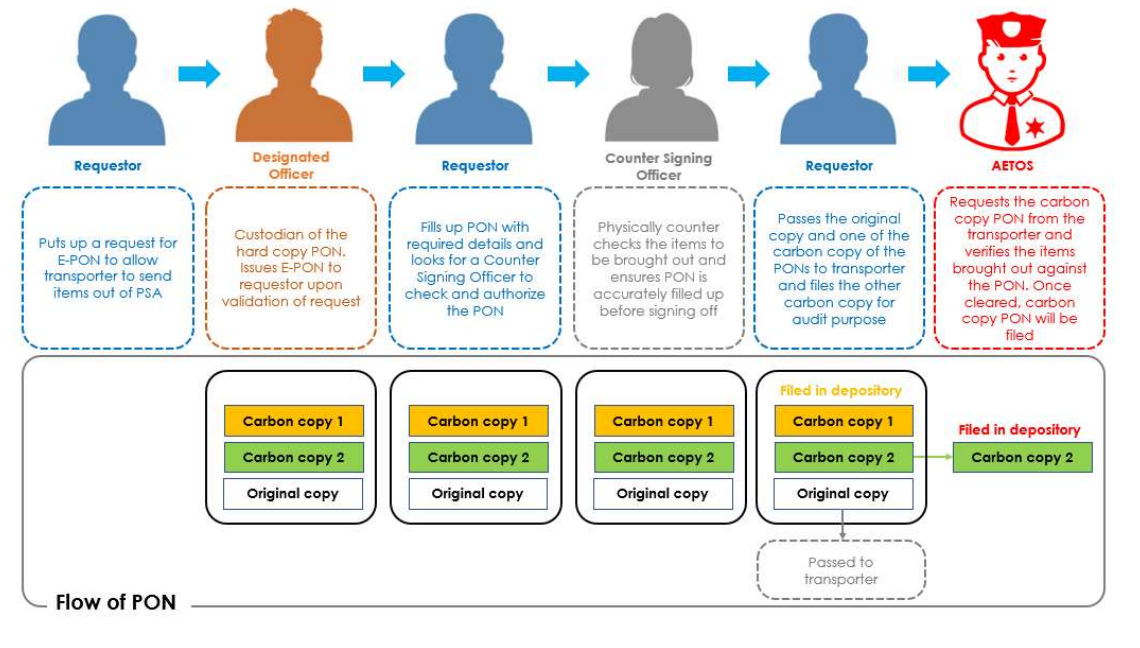 Requestor
Designated
Officer
Requestor
Counter Signing
Officer
Requestor
AETOS
Puts up a request for
E-PON to allow
transporter to send
items out of PSA
Custodian of the
hard copy PON.
Issues E-PON to
requestor upon
validation of request
Fills up PON with
required details and
looks for a Counter
Signing Officer to
check and authorize
the PON
Physically counter
checks the items to
be brought out and
ensures PON is
accurately filled up
before signing off
Passes the original
copy and one of the
carbon copy of the
PONs to transporter
and files the other
carbon copy for
audit purpose
Requests the carbon
copy PON from the
transporter and
verifies the items
brought out against
the PON. Once
cleared, carbon
copy PON will be
filed
Carbon copy 1
Carbon copy 2
Original copy
Carbon copy 1
Carbon copy 2
Original copy
Carbon copy 1
Carbon copy 2
Original copy
Filed in depository
Carbon copy 1
Carbon copy 2
Original copy
Filed in depository
Carbon copy 2
Passed to
transporter
Flow of PON